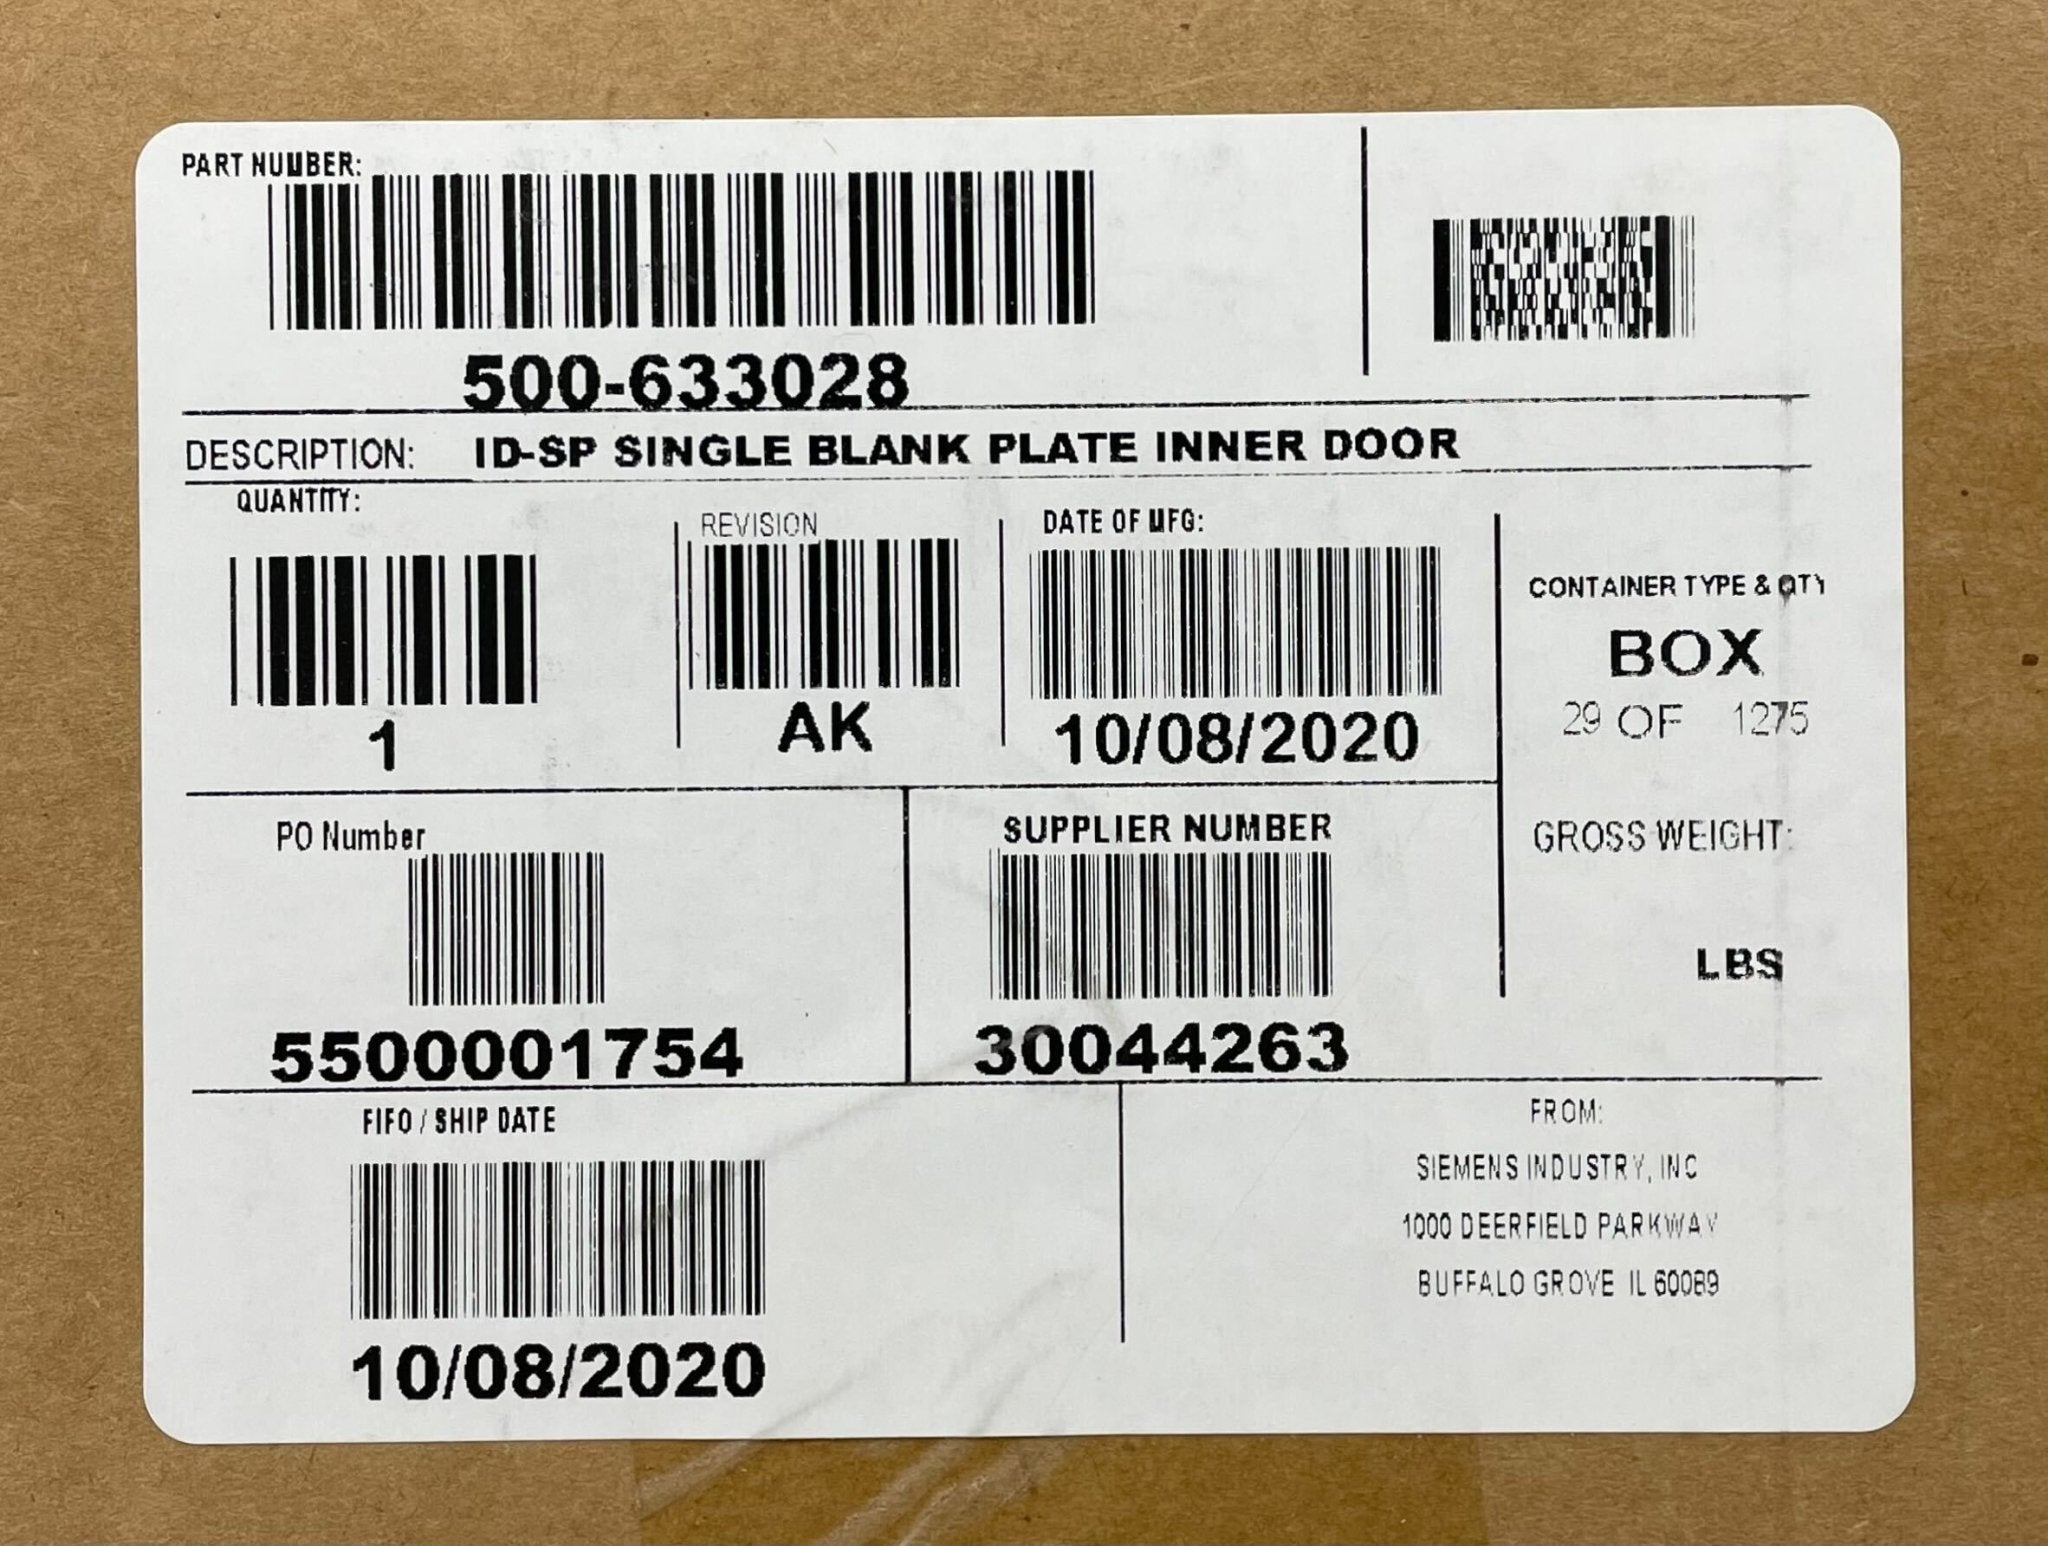 PART NUMBER:
500-633028
DESCRIPTION: ID-SP SINGLE BLANK PLATE INNER DOOR
QUANTITY:
1
REVISION
AK
DATE OF MFG:
10/08/2020
CONTAINER TYPE & QTY
BOX
29 OF 1275
PO Number
5500001754
SUPPLIER NUMBER
30044263
GROSS WEIGHT:
LBS
FIFO / SHIP DATE
10/08/2020
FROM:
SIEMENS INDUSTRY, INC
1000 DEERFIELD PARKWAY
BUFFALO GROVE IL 60089